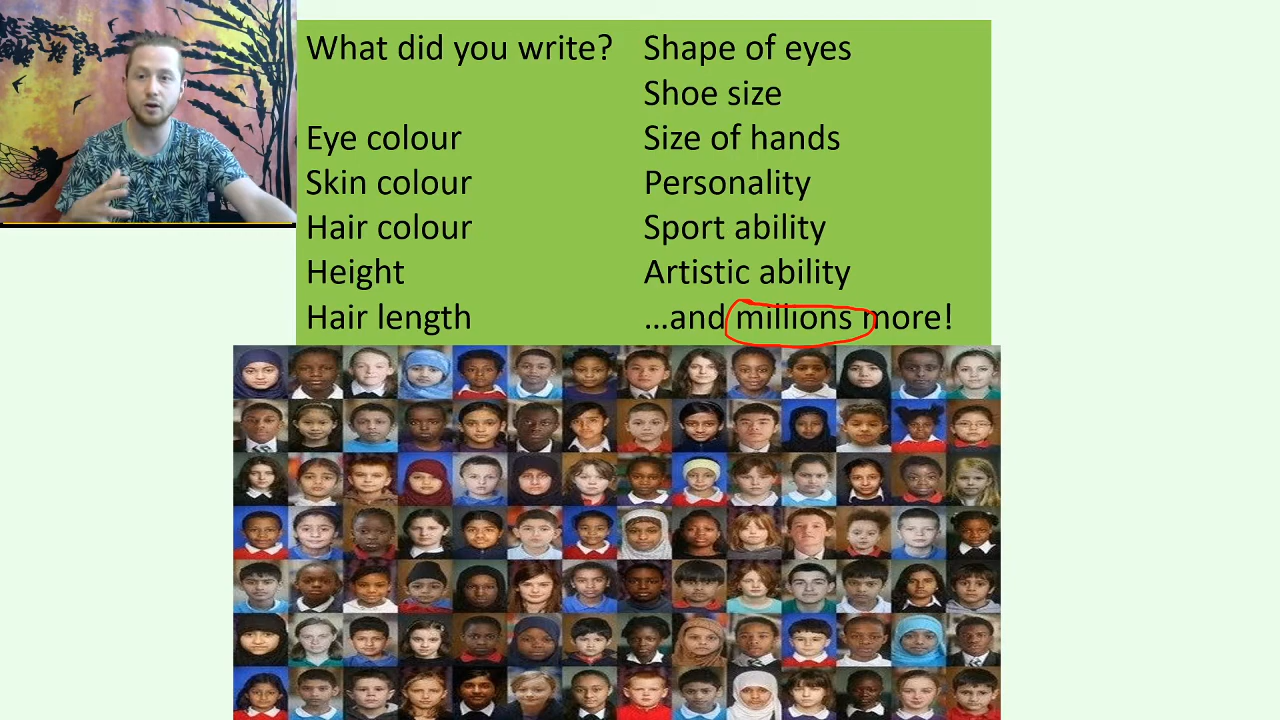 What did you write?
Eye colour
Skin colour
Hair colour
Height
Hair length
Shape of eyes
Shoe size
Size of hands
Personality
Sport ability
Artistic ability
...and millions more!